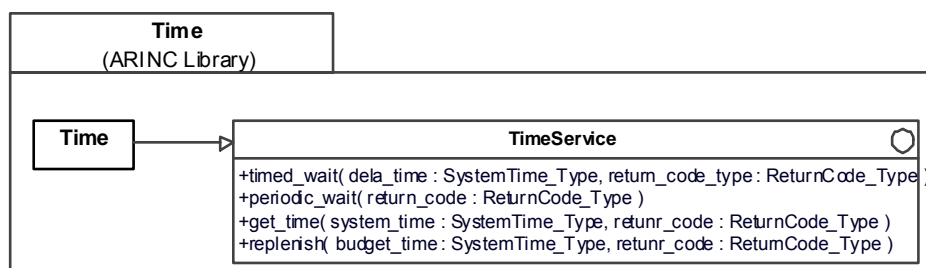 Time
(ARINC Library)
Time
TimeService
+timed_wait( dela_time : SystemTime_Type, return_code_type : ReturnCode_Type )
+periodic_wait( return_code : ReturnCode_Type )
+get_time( system_time : SystemTime_Type, retunr_code : ReturnCode_Type )
+replenish( budget_time : SystemTime_Type, retunr_code : ReturnCode_Type )